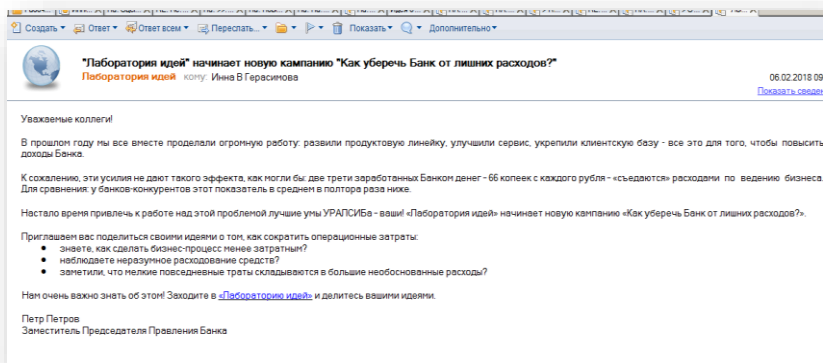 Создать Ответ Ответ всем Переслать... Показать Дополнительно
"Лаборатория идей" начинает новую кампанию "Как уберечь Банк от лишних расходов?"
Лаборатория идей кому: Инна В Герасимова
06.02.2018 09
Показать сведен
Уважаемые коллеги!
В прошлом году мы все вместе проделали огромную работу: развили продуктовую линейку, улучшили сервис, укрепили клиентскую базу - все это для того, чтобы повысить
доходы Банка.
К сожалению, эти усилия не дают такого эффекта, как могли бы: две трети заработанных Банком денег - 66 копеек с каждого рубля - «съедаются» расходами по ведению бизнеса.
Для сравнения: у банков-конкурентов этот показатель в среднем в полтора раза ниже.
Настало время привлечь к работе над этой проблемой лучшие умы УРАЛСИБа - ваши! «Лаборатория идей» начинает новую кампанию «Как уберечь Банк от лишних расходов?».
Приглашаем вас поделиться своими идеями о том, как сократить операционные затраты:
• знаете, как сделать бизнес-процесс менее затратным?
• наблюдаете неразумное расходование средств?
• заметили, что мелкие повседневные траты складываются в большие необоснованные расходы?
Нам очень важно знать об этом! Заходите в «Лабораторию идей» и делитесь вашими идеями.
Петр Петров
Заместитель Председателя Правления Банка